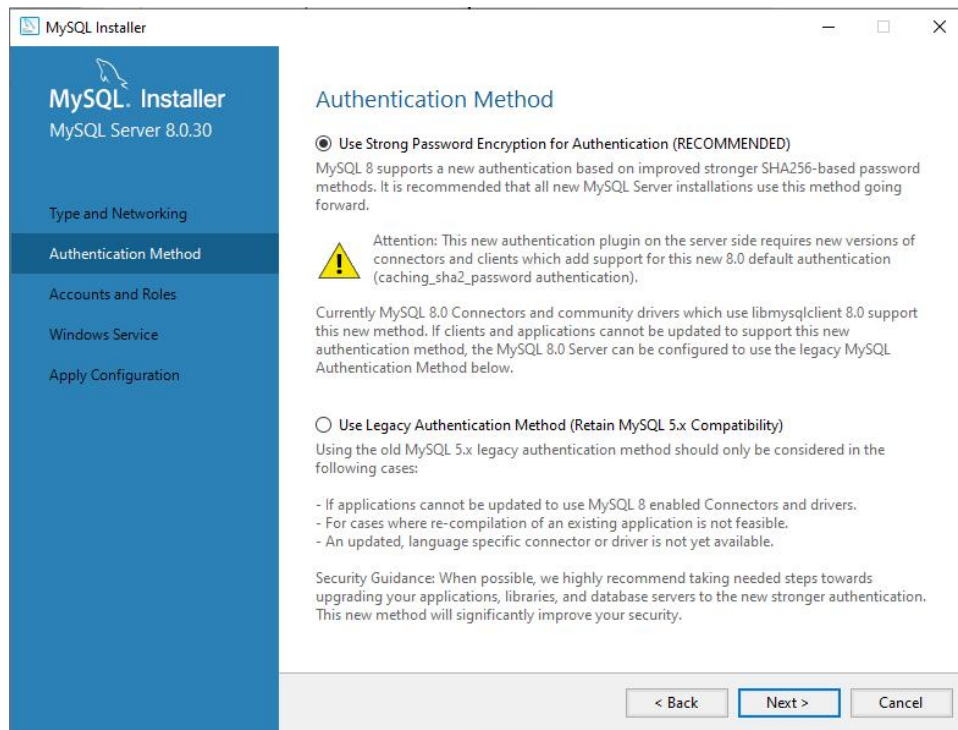 MySQL Installer
MySQL. Installer
MySQL Server 8.0.30
Type and Networking
Authentication Method
Accounts and Roles
Windows Service
Apply Configuration
Authentication Method
Use Strong Password Encryption for Authentication (RECOMMENDED)
MySQL 8 supports a new authentication based on improved stronger SHA256-based password
methods. It is recommended that all new MySQL Server installations use this method going
forward.
Attention: This new authentication plugin on the server side requires new versions of
connectors and clients which add support for this new 8.0 default authentication
(caching_sha2_password authentication).
Currently MySQL 8.0 Connectors and community drivers which use libmysqlclient 8.0 support
this new method. If clients and applications cannot be updated to support this new
authentication method, the MySQL 8.0 Server can be configured to use the legacy MySQL
Authentication Method below.
Use Legacy Authentication Method (Retain MySQL 5.x Compatibility)
Using the old MySQL 5.x legacy authentication method should only be considered in the
following cases:
- If applications cannot be updated to use MySQL 8 enabled Connectors and drivers.
- For cases where re-compilation of an existing application is not feasible.
- An updated, language specific connector or driver is not yet available.
Security Guidance: When possible, we highly recommend taking needed steps towards
upgrading your applications, libraries, and database servers to the new stronger authentication.
This new method will significantly improve your security.
< Back
Next >
Cancel